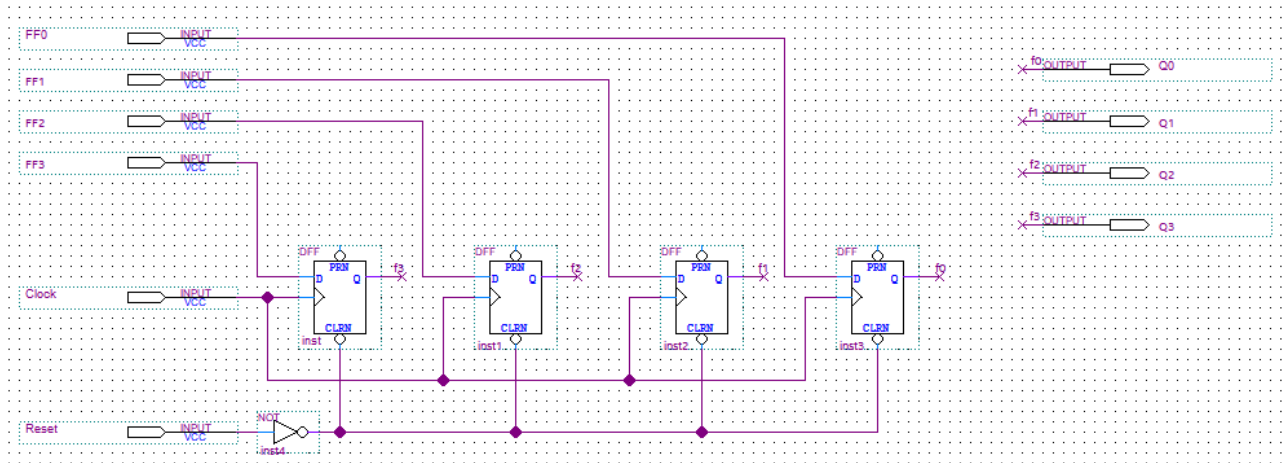 FF0 INPUT VCC
f0 OUTPUT Q0
FF1 INPUT VCC
f1 OUTPUT Q1
FF2 INPUT VCC
f2 OUTPUT Q2
FF3 INPUT VCC
f3 OUTPUT Q3
DFF DFF DFF DFF
PRN PRN PRN PRN
D Q f3 D Q f2 D Q f1 D Q f0
Clock INPUT VCC
CLRN CLRN CLRN CLRN
inst inst1 inst2 inst3
Reset INPUT VCC
NOT
inst4